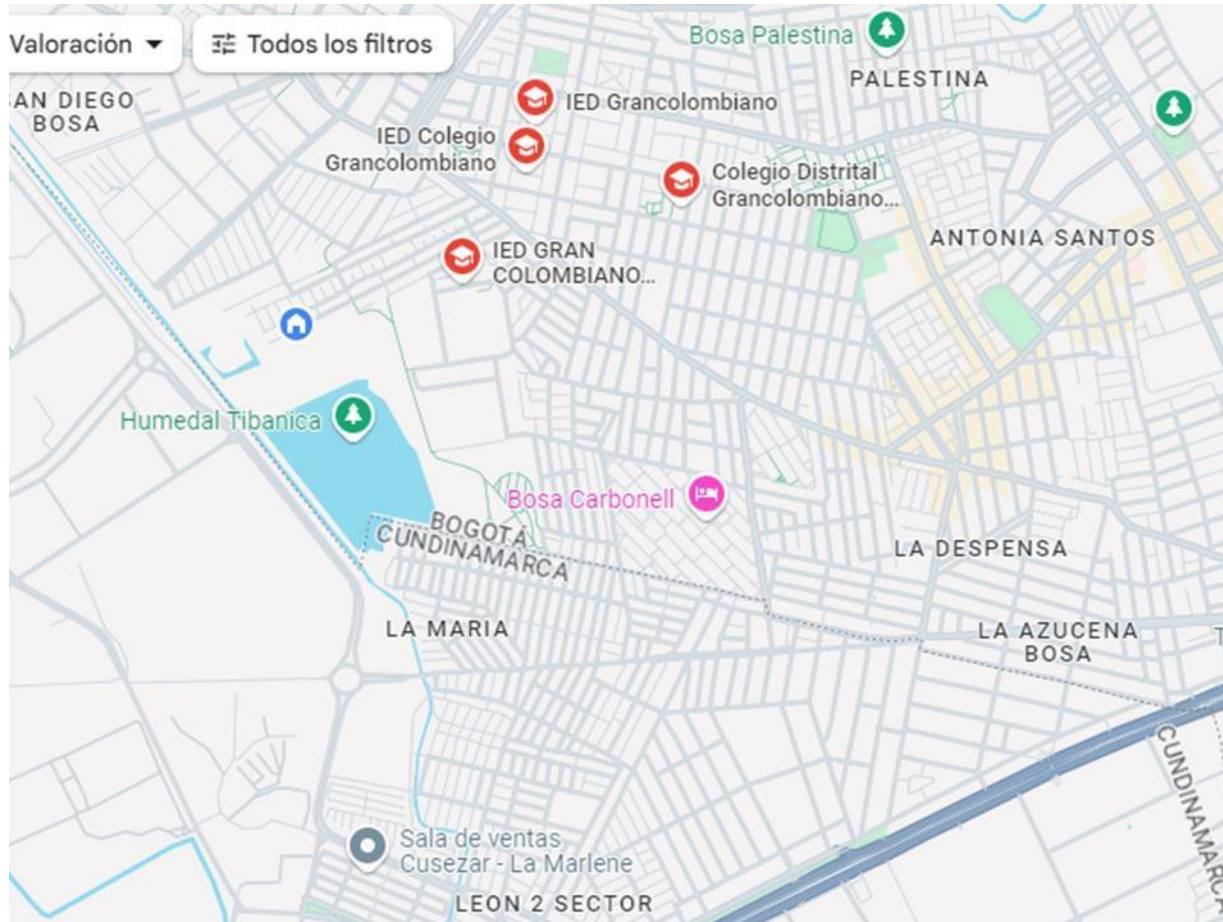 Valoración
Todos los filtros
Bosa Palestina
PALESTINA
AN DIEGO
BOSA
IED Grancolombiano
IED Colegio
Grancolombiano
Colegio Distrital
Grancolombiano...
ANTONIA SANTOS
IED GRAN
COLOMBIANO...
Humedal Tibanica
Bosa Carbonell
BOGOTÁ
CUNDINAMARCA
LA DESPENSA
LA MARIA
LA AZUCENA
BOSA
T
CUNDINAMARCA
Sala de ventas
Cusezar - La Marlene
LEON 2 SECTOR